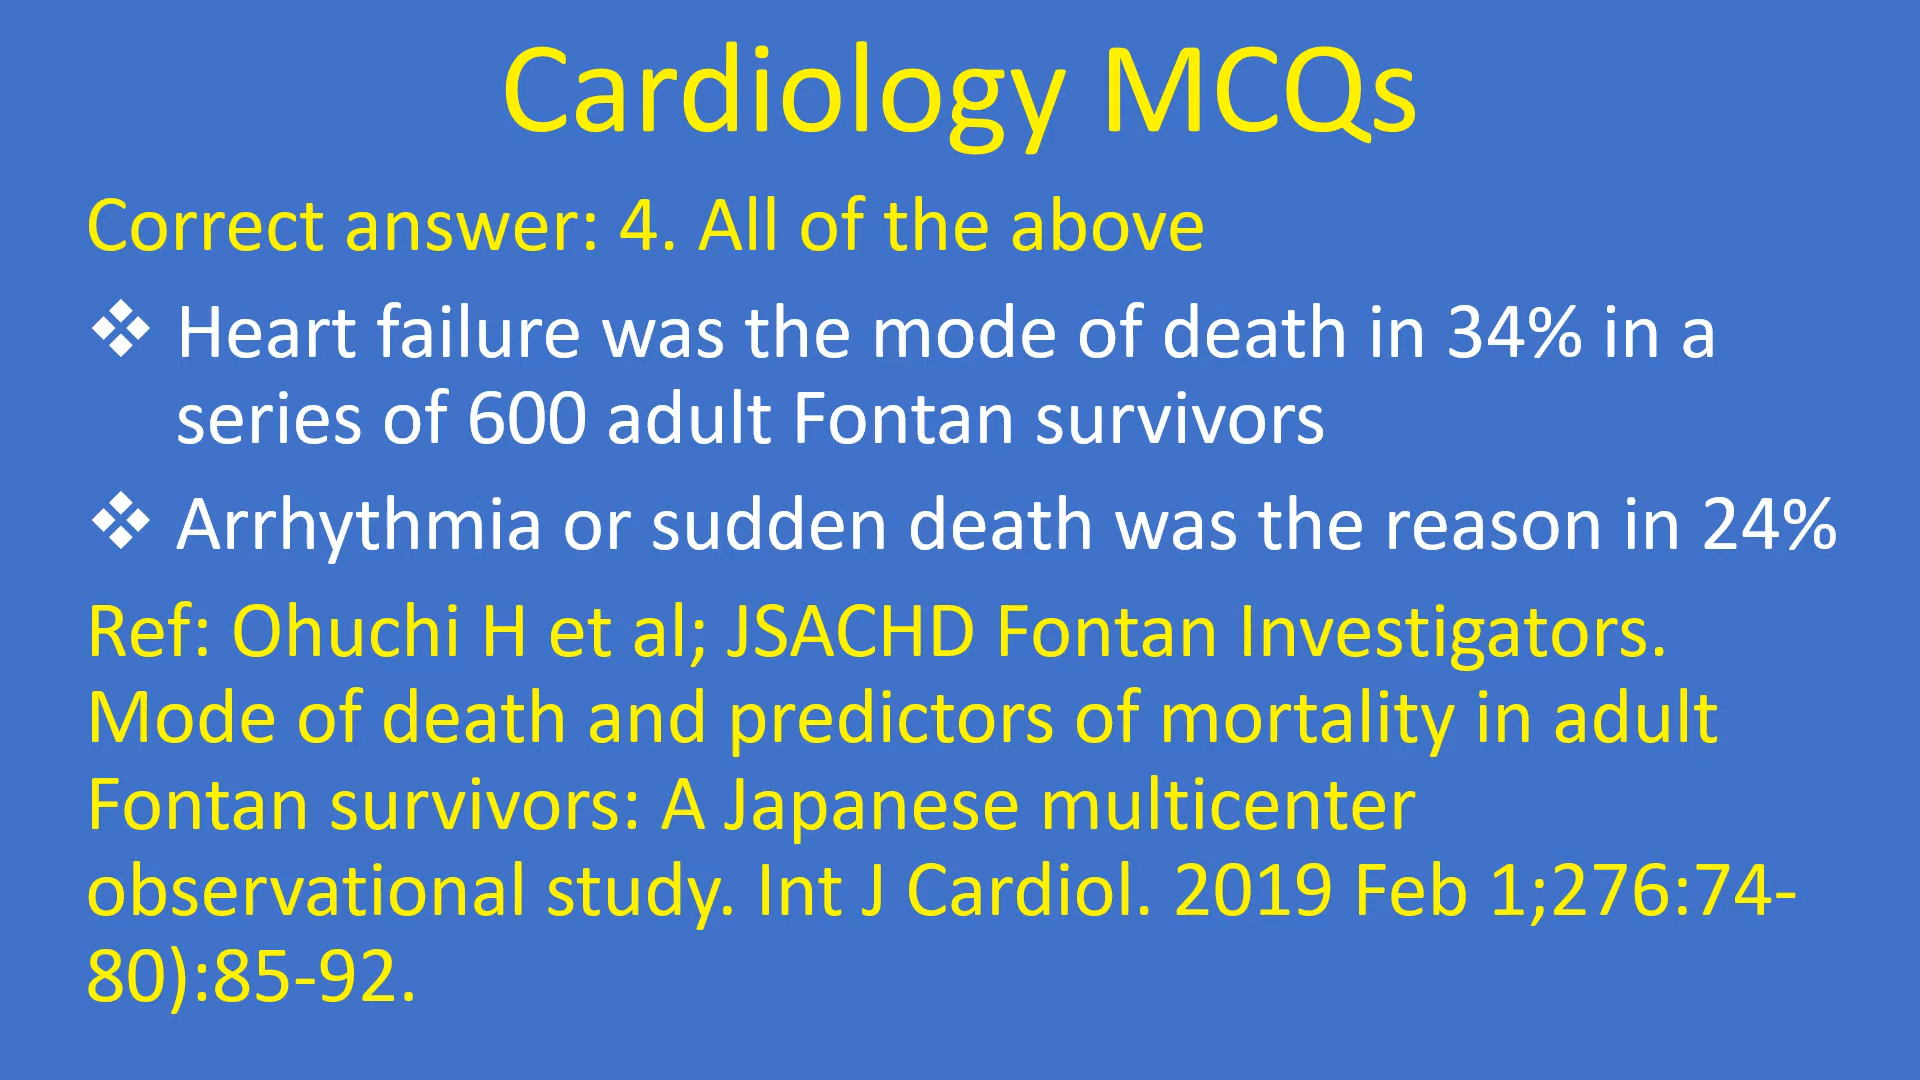 Cardiology MCQs
Correct answer: 4. All of the above
❖ Heart failure was the mode of death in 34% in a
series of 600 adult Fontan survivors
❖ Arrhythmia or sudden death was the reason in 24%
Ref: Ohuchi H et al; JSACHD Fontan Investigators.
Mode of death and predictors of mortality in adult
Fontan survivors: A Japanese multicenter
observational study. Int J Cardiol. 2019 Feb 1;276:74-
80):85-92.